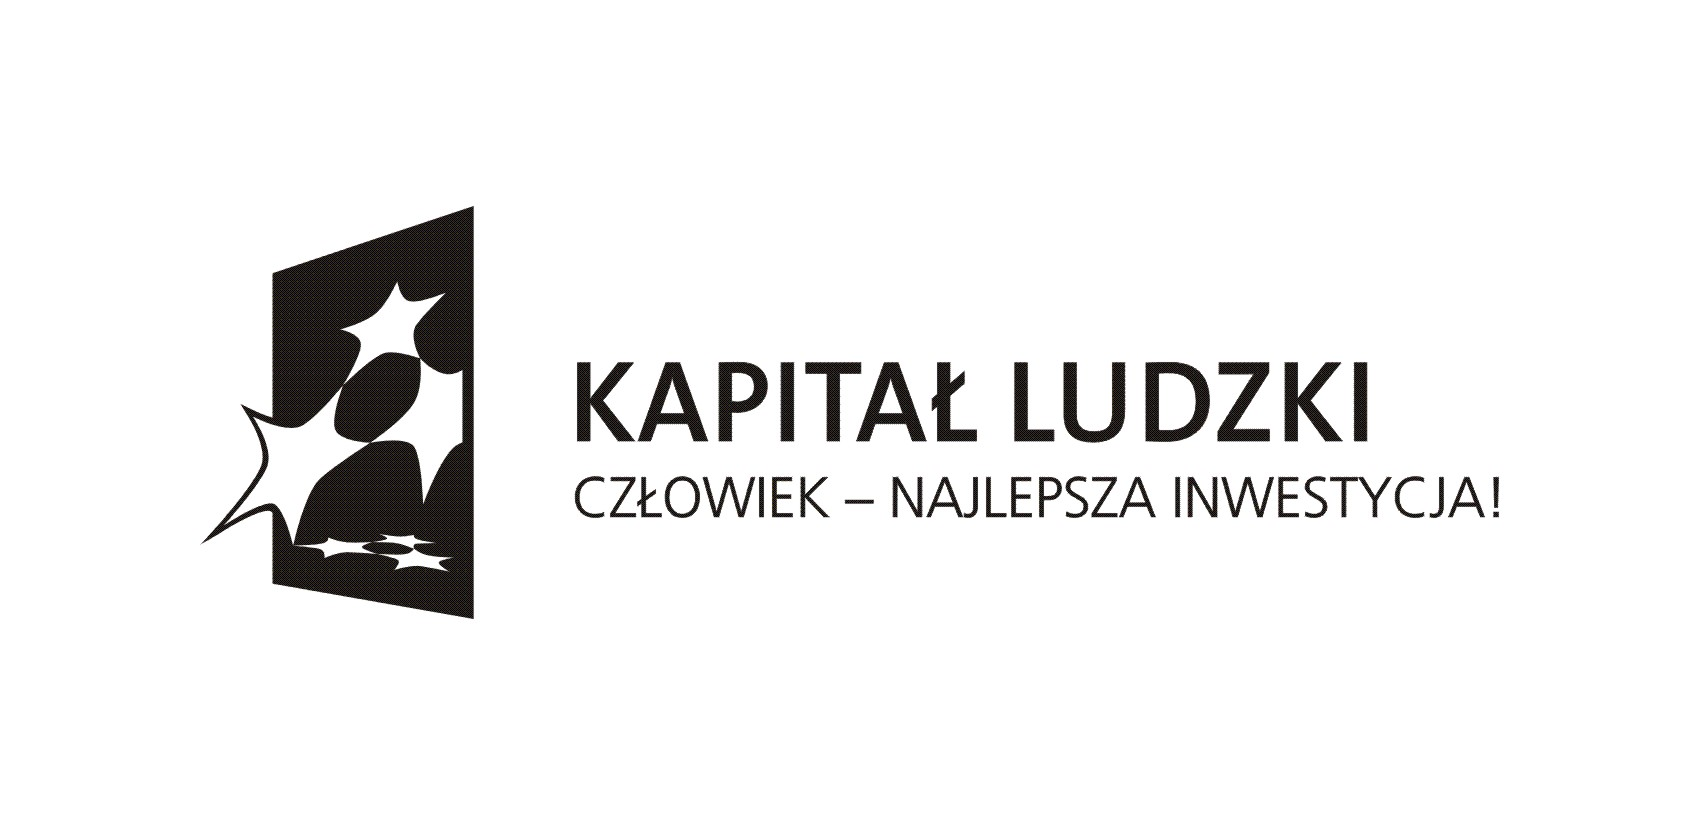 KAPITAŁ LUDZKI
CZŁOWIEK – NAJLEPSZA INWESTYCJA!